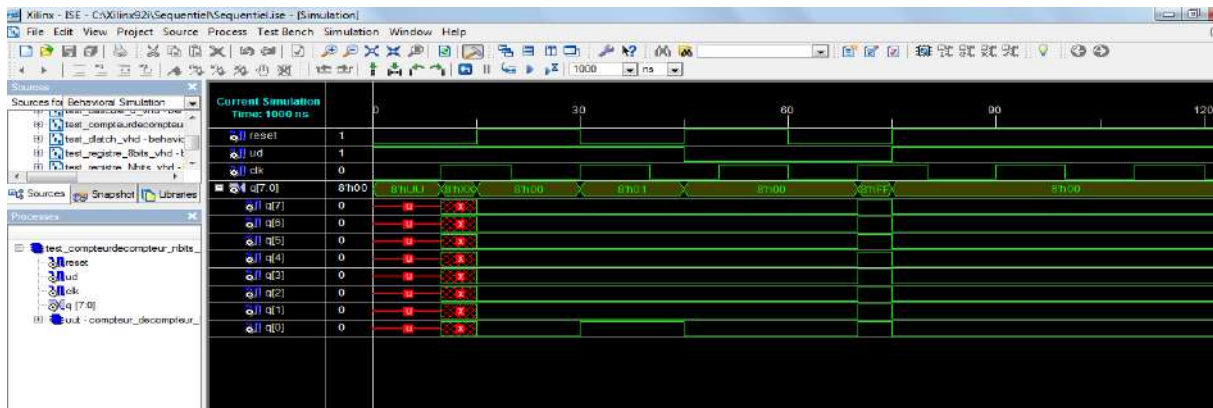 Xilinx - ISE - C:\Xilinx92i\Sequentiel\Sequentiel.ise - [Simulation]
File Edit View Project Source Process Test Bench Simulation Window Help
1000 ns
Sources
Sources for: Behavioral Simulation
test_compteurdecompteu
test_dlatch_vhd - behavic
test_registre_8bits_vhd - t
test_registre_Nbits_vhd -
Sources Snapshot Libraries
Processes
test_compteurdecompteur_nbits_
reset
ud
clk
q [7:0]
uut - compteur_decompteur_
Current Simulation
Time: 1000 ns
0 30 60 90 120
reset 1
ud 1
clk 0
q[7:0] 8'h00 8'hUU 8'hXX 8'h00 8'h01 8'h00 8'hFF 8'h00
q[7] 0 U X
q[6] 0 U X
q[5] 0 U X
q[4] 0 U X
q[3] 0 U X
q[2] 0 U X
q[1] 0 U X
q[0] 0 U X